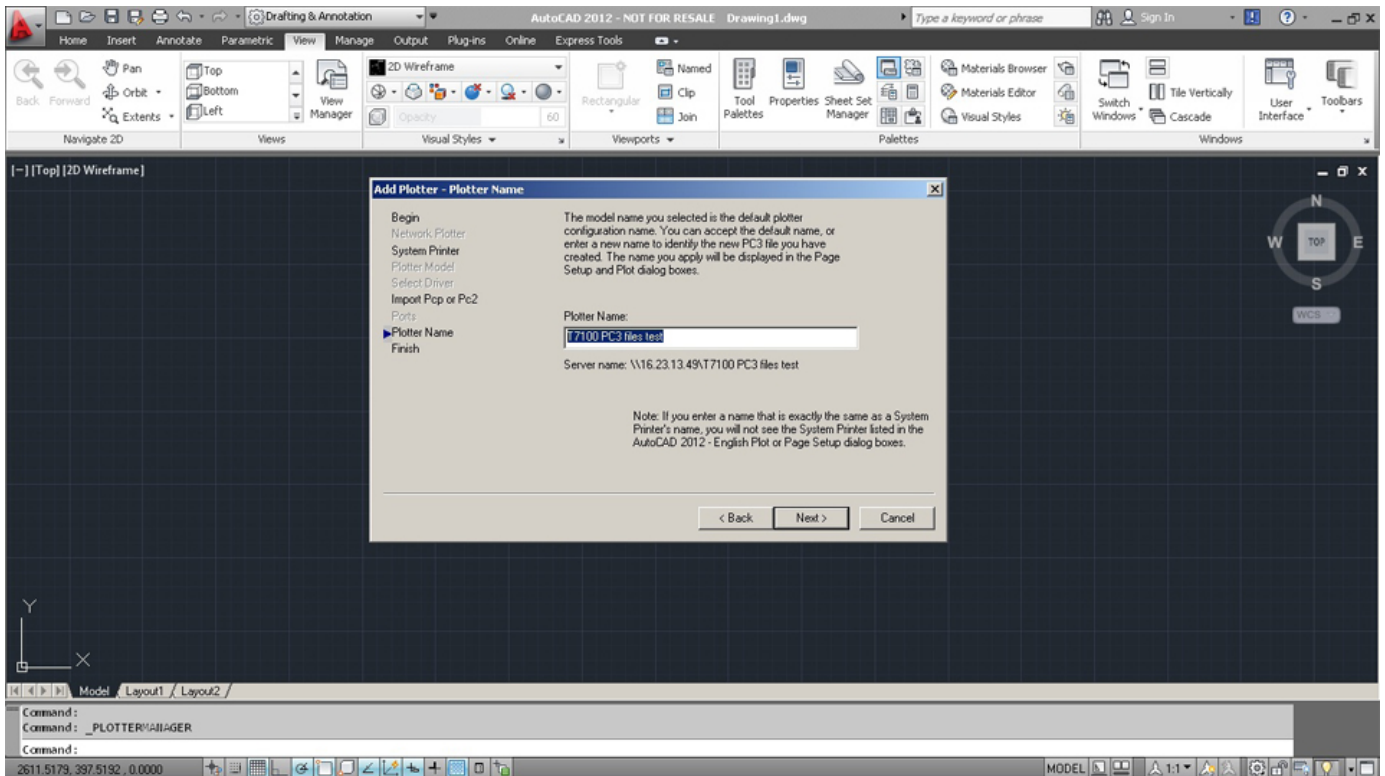 Drafting & Annotation
AutoCAD 2012 - NOT FOR RESALE Drawing1.dwg
Type a keyword or phrase
Sign In
Home Insert Annotate Parametric View Manage Output Plug-ins Online Express Tools
Back Forward
Pan
Orbit
Extents
Navigate 2D
Top
Bottom
Left
View Manager
Views
2D Wireframe
Opacity 60
Visual Styles
Rectangular
Named
Clip
Join
Viewports
Tool Palettes
Properties
Sheet Set Manager
Materials Browser
Materials Editor
Visual Styles
Palettes
Switch Windows
Tile Vertically
Cascade
User Interface
Toolbars
Windows
[−] [Top] [2D Wireframe]
N
W TOP E
S
WCS
Add Plotter - Plotter Name
Begin
Network Plotter
System Printer
Plotter Model
Select Driver
Import Pcp or Pc2
Ports
Plotter Name
Finish
The model name you selected is the default plotter
configuration name. You can accept the default name, or
enter a new name to identify the new PC3 file you have
created. The name you apply will be displayed in the Page
Setup and Plot dialog boxes.
Plotter Name:
T7100 PC3 files test
Server name: \\16.23.13.49\T7100 PC3 files test
Note: If you enter a name that is exactly the same as a System
Printer's name, you will not see the System Printer listed in the
AutoCAD 2012 - English Plot or Page Setup dialog boxes.
< Back Next > Cancel
Y
X
Model Layout1 Layout2
Command:
Command: _PLOTTERMANAGER
Command:
2611.5179, 397.5192 , 0.0000
MODEL
1:1